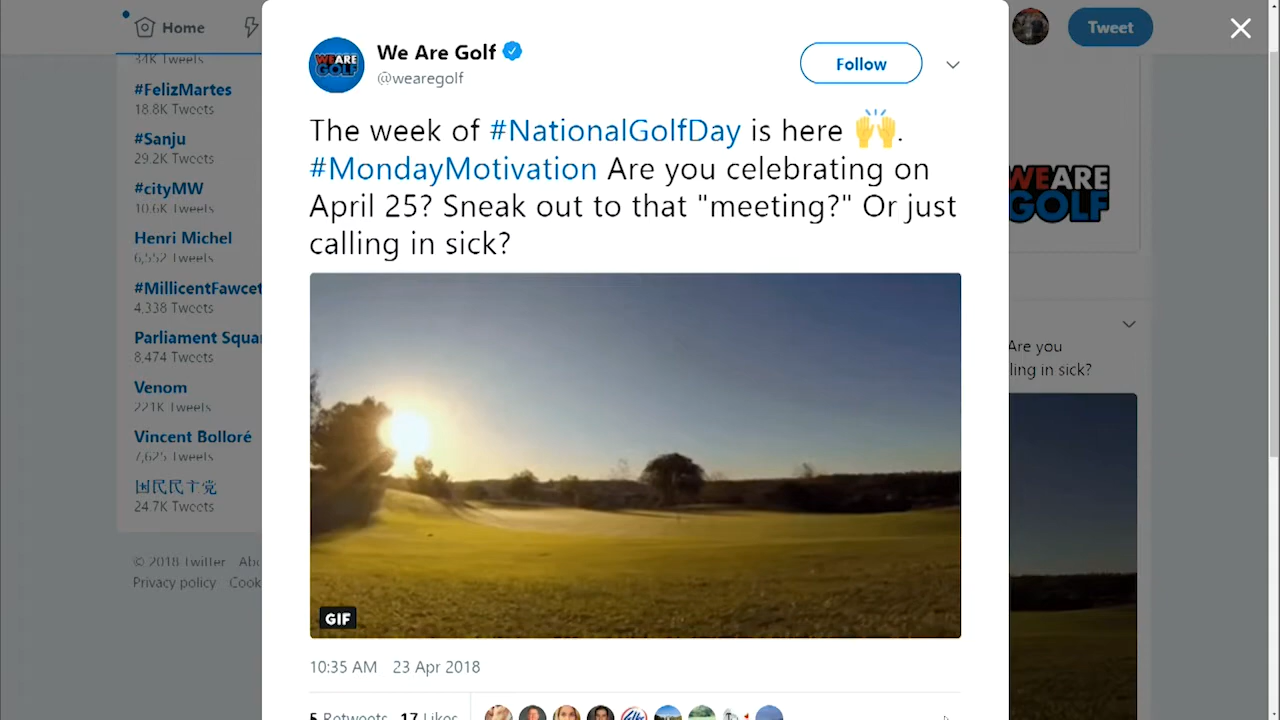 Home
34K Tweets
#FelizMartes
18.8K Tweets
#Sanju
29.2K Tweets
#cityMW
10.6K Tweets
Henri Michel
6,552 Tweets
#MillicentFawcet
4,338 Tweets
Parliament Squa
8,474 Tweets
Venom
221K Tweets
Vincent Bolloré
7,625 Tweets
国民民主党
24.7K Tweets
© 2018 Twitter Abo
Privacy policy Cook
WEARE
GOLF
We Are Golf
@wearegolf
Follow
The week of #NationalGolfDay is here 🙌.
#MondayMotivation Are you celebrating on
April 25? Sneak out to that "meeting?" Or just
calling in sick?
GIF
10:35 AM 23 Apr 2018
5 Retweets 17 Likes
Tweet
WEARE
GOLF
Are you
ling in sick?